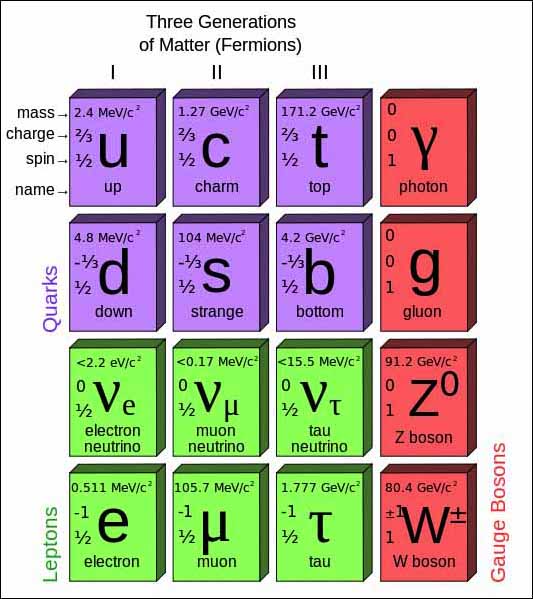 Three Generations
of Matter (Fermions)
I II III
mass→ 2.4 MeV/c² 1.27 GeV/c² 171.2 GeV/c² 0
charge→ ⅔ ⅔ ⅔ 0
spin→ ½ ½ ½ 1
u c t γ
name→ up charm top photon
Quarks
4.8 MeV/c² 104 MeV/c² 4.2 GeV/c² 0
-⅓ -⅓ -⅓ 0
½ ½ ½ 1
d s b g
down strange bottom gluon
<2.2 eV/c² <0.17 MeV/c² <15.5 MeV/c² 91.2 GeV/c²
0 0 0 0
½ ½ ½ 1
νe νμ ντ Z⁰
electron muon tau Z boson
neutrino neutrino neutrino
Leptons
0.511 MeV/c² 105.7 MeV/c² 1.777 GeV/c² 80.4 GeV/c²
-1 -1 -1 ±1
½ ½ ½ 1
e μ τ W±
electron muon tau W boson
Gauge Bosons